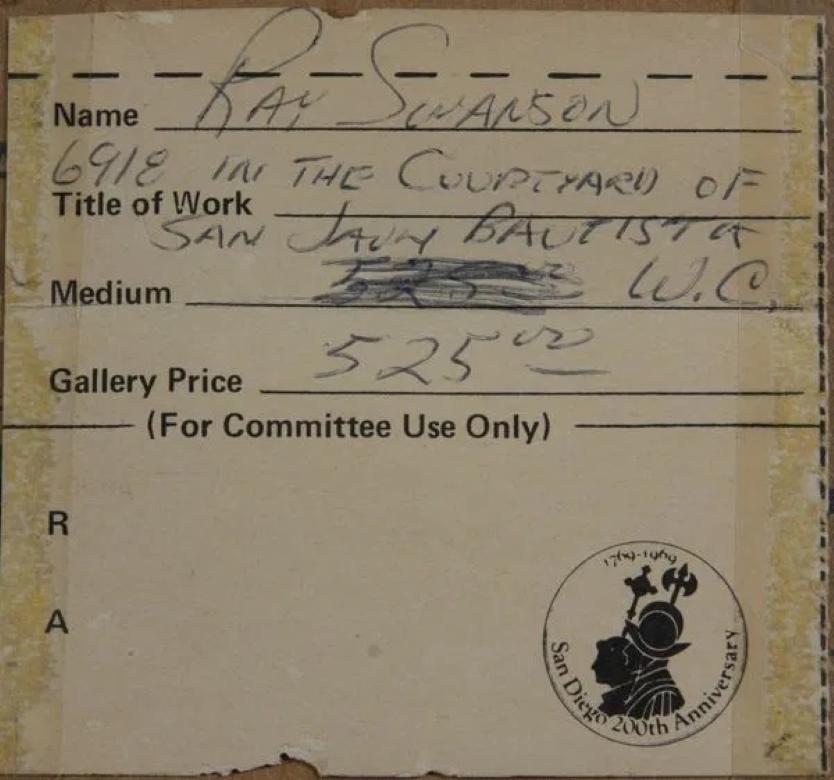 Name RAY SWANSON
6918 IN THE COURTYARD OF
Title of Work
SAN JAUN BAUTISTA
Medium W.C.
Gallery Price 525 00
(For Committee Use Only)
R
A
1769-1969
San Diego 200th Anniversary